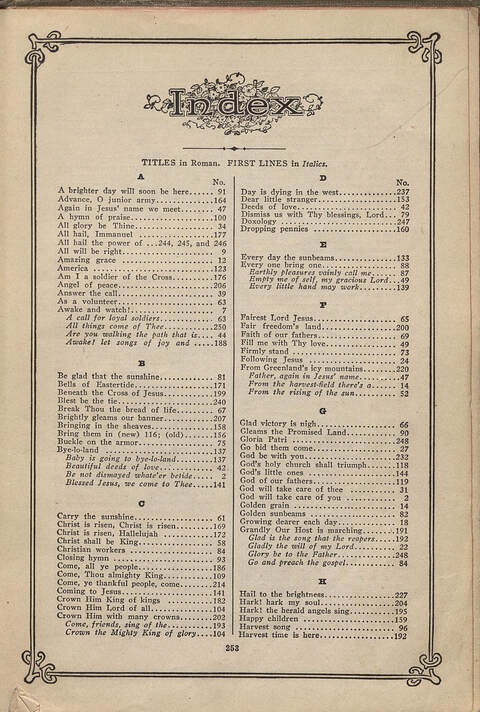 Index
TITLES in Roman. FIRST LINES in Italics.
A
No.
A brighter day will soon be here...... 91
Advance, O junior army..............164
Again in Jesus' name we meet....... 47
A hymn of praise....................100
All glory be Thine................... 34
All hail, Immanuel ..................177
All hail the power of ...244, 245, and 246
All will be right..................... 9
Amazing grace ...................... 12
America ............................123
Am I a soldier of the Cross..........176
Angel of peace.......................206
Answer the call...................... 39
As a volunteer....................... 63
Awake and watch!................... 7
A call for loyal soldiers............. 63
All things come of Thee............250
Are you walking the path that is.... 44
Awake! let songs of joy and .....188
B
Be glad that the sunshine............ 81
Bells of Eastertide...................171
Beneath the Cross of Jesus...........199
Blest be the tie......................240
Break Thou the bread of life......... 67
Brightly gleams our banner..........207
Bringing in the sheaves..............158
Bring them in (new) 116; (old)......156
Buckle on the armor................. 75
Bye-lo-land .........................137
Baby is going to bye-lo-land.......137
Beautiful deeds of love............. 42
Be not dismayed whate'er betide.... 2
Blessed Jesus, we come to Thee....141
C
Carry the sunshine.................. 61
Christ is risen, Christ is risen........169
Christ is risen, Hallelujah ..........172
Christ shall be King................. 58
Christian workers ................... 84
Closing hymn ...................... 93
Come, all ye people.................186
Come, Thou almighty King..........109
Come, ye thankful people, come......214
Coming to Jesus.....................141
Crown Him King of kings ..........182
Crown Him Lord of all..............104
Crown Him with many crowns.......202
Come, friends, sing of the..........193
Crown the Mighty King of glory....104
D
No.
Day is dying in the west.............237
Dear little stranger...................153
Deeds of love........................ 42
Dismiss us with Thy blessings, Lord... 79
Doxology ...........................247
Dropping pennies ...................160
E
Every day the sunbeams.............133
Every one bring one................. 88
Earthly pleasures vainly call me..... 87
Empty me of self, my gracious Lord..49
Every little hand may work.........139
F
Fairest Lord Jesus................... 65
Fair freedom's land..................200
Faith of our fathers.................. 69
Fill me with Thy love............... 49
Firmly stand ....................... 73
Following Jesus .................... 24
From Greenland's icy mountains.....220
Father, again in Jesus' name........47
From the harvest-field there's a..... 14
From the rising of the sun.......... 52
G
Glad victory is nigh................. 66
Gleams the Promised Land.......... 90
Gloria Patri ........................248
Go bid them come.................. 27
God be with you....................232
God's holy church shall triumph......118
God's little ones ....................144
God of our fathers...................119
God will take care of thee .......... 31
God will take care of you ........... 2
Golden grain ....................... 14
Golden sunbeams ................... 82
Growing dearer each day............ 18
Grandly Our Host is marching.......191
Glad is the song that the reapers....192
Gladly the will of my Lord......... 22
Glory be to the Father.............248
Go and preach the gospel........... 84
H
Hail to the brightness................227
Hark! hark my soul.................204
Hark! the herald angels sing.........195
Happy children .....................159
Harvest song ....................... 96
Harvest time is here.................192
253